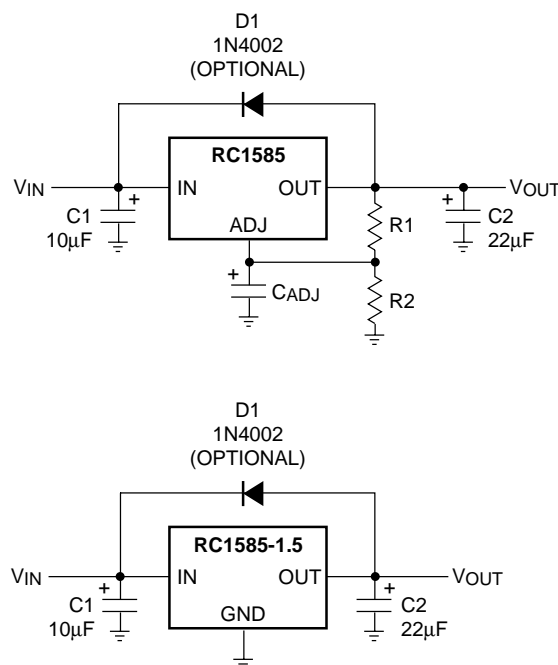 D1
1N4002
(OPTIONAL)
RC1585
VIN
IN
OUT
VOUT
+
C1
10µF
ADJ
+
CADJ
R1
R2
+
C2
22µF
D1
1N4002
(OPTIONAL)
RC1585-1.5
VIN
IN
OUT
VOUT
+
C1
10µF
GND
+
C2
22µF